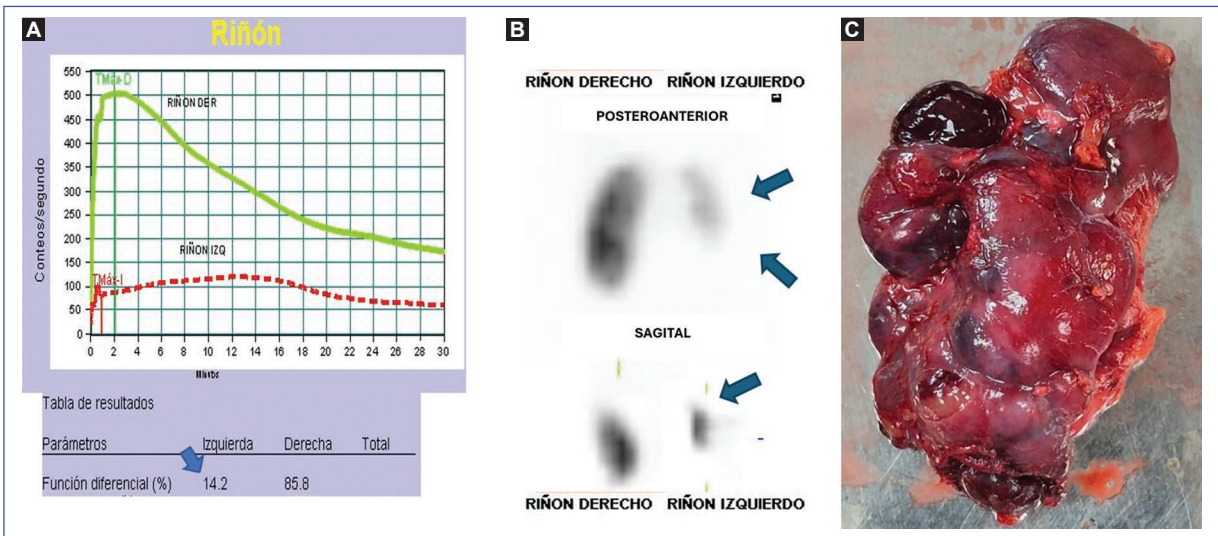 A
Riñón
550
500
450
400
350
300
250
200
150
100
50
0
Conteos/segundo
TMáx-D
RIÑON DER
RIÑON IZQ
TMáx-I
0 2 4 6 8 10 12 14 16 18 20 22 24 26 28 30
Tabla de resultados
Parámetros Izquierda Derecha Total
Función diferencial (%) 14.2 85.8
B
RIÑON DERECHO RIÑON IZQUIERDO
POSTEROANTERIOR
SAGITAL
RIÑON DERECHO RIÑON IZQUIERDO
C